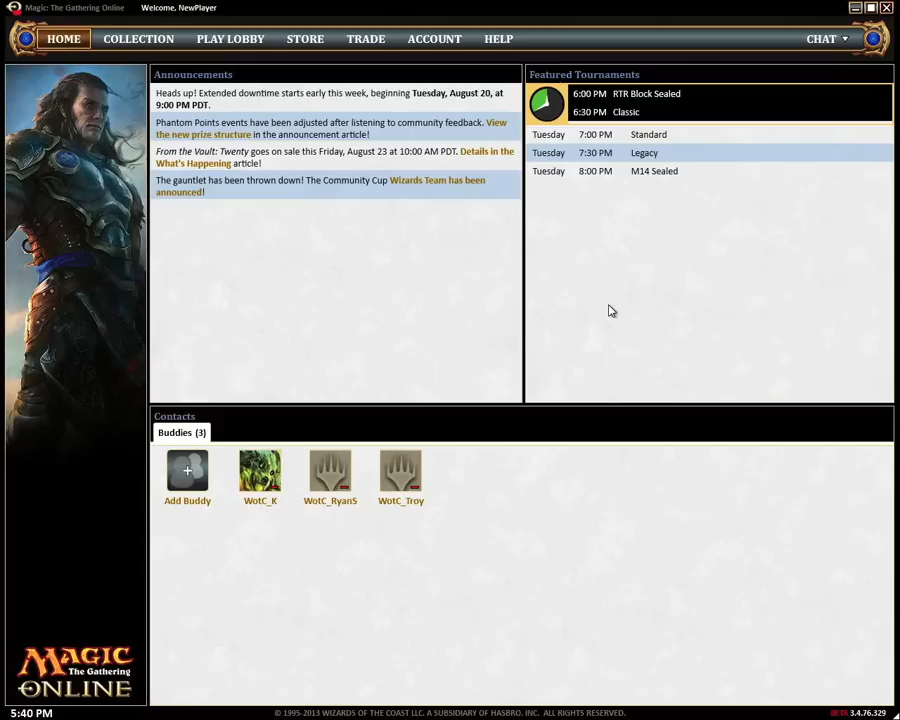 Magic: The Gathering Online
Welcome, NewPlayer
HOME
COLLECTION
PLAY LOBBY
STORE
TRADE
ACCOUNT
HELP
CHAT
Announcements
Heads up! Extended downtime starts early this week, beginning Tuesday, August 20, at
9:00 PM PDT.
Phantom Points events have been adjusted after listening to community feedback. View
the new prize structure in the announcement article!
From the Vault: Twenty goes on sale this Friday, August 23 at 10:00 AM PDT. Details in the
What's Happening article!
The gauntlet has been thrown down! The Community Cup Wizards Team has been
announced!
Featured Tournaments
6:00 PM RTR Block Sealed
6:30 PM Classic
Tuesday 7:00 PM Standard
Tuesday 7:30 PM Legacy
Tuesday 8:00 PM M14 Sealed
Contacts
Buddies (3)
Add Buddy
WotC_K
WotC_RyanS
WotC_Troy
MAGIC
The Gathering
ONLINE
5:40 PM
© 1995-2013 WIZARDS OF THE COAST LLC. A SUBSIDIARY OF HASBRO. INC. ALL RIGHTS RESERVED.
BETA 3.4.76.329